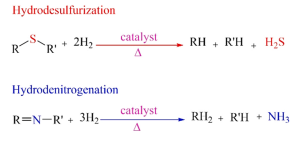 Hydrodesulfurization
R S R' + 2H₂ catalyst Δ RH + R'H + H₂S
Hydrodenitrogenation
R=N–R' + 3H₂ catalyst Δ RH₂ + R'H + NH₃